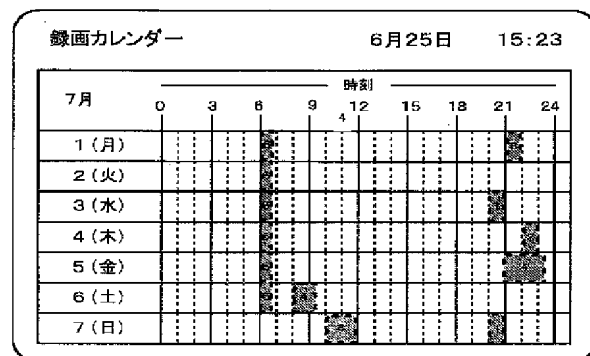 録画カレンダー 6月25日 15:23
時刻
7月 0 3 6 9 12 15 18 21 24
4
1(月)
2(火)
3(水)
4(木)
5(金)
6(土)
7(日)